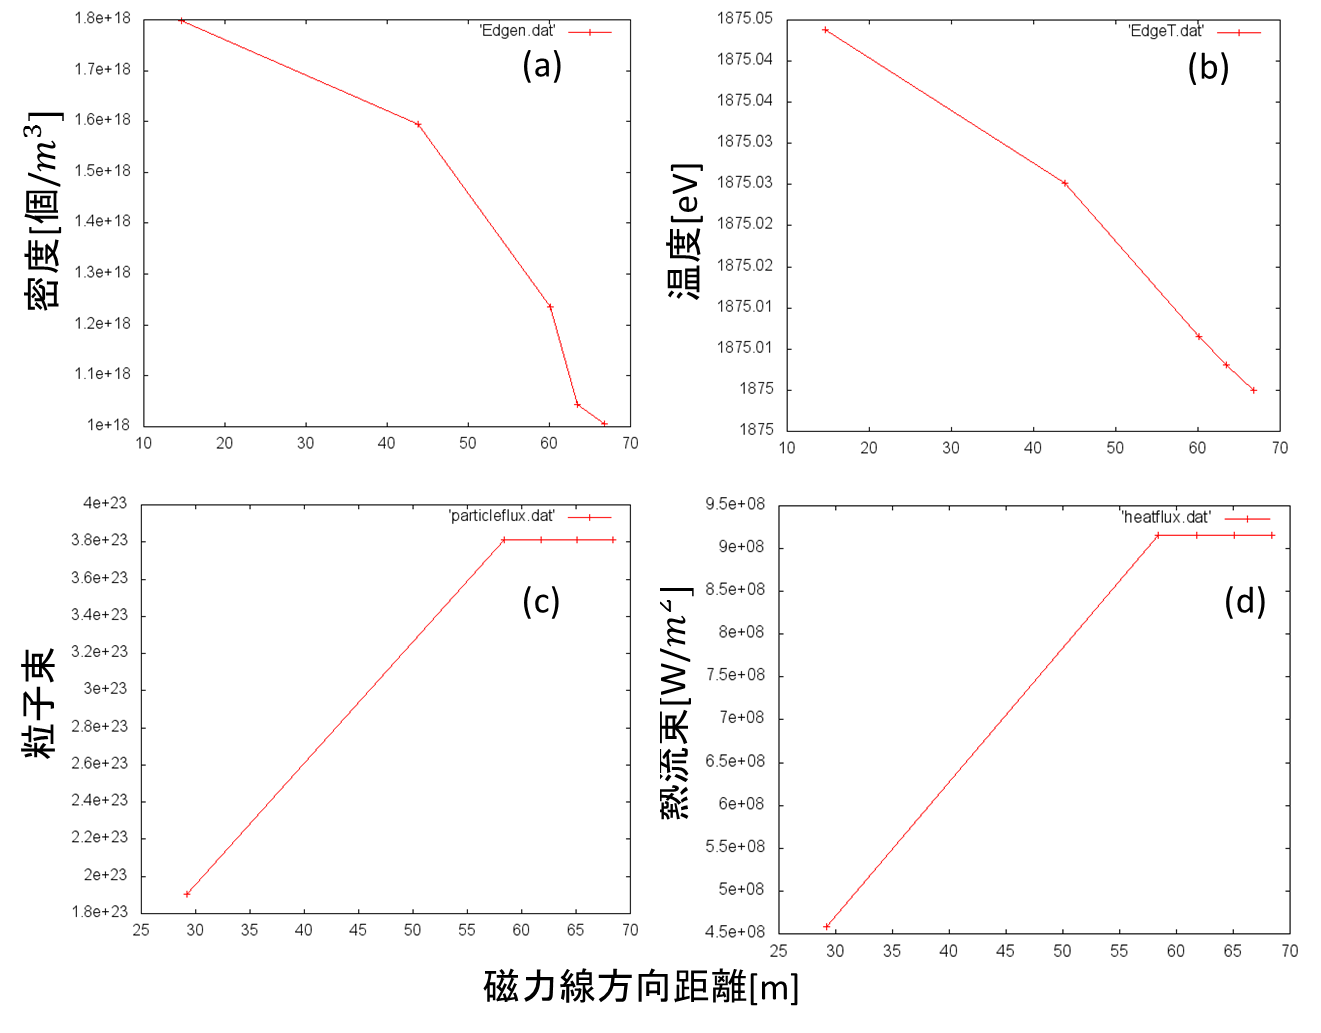 1.8e+18
1.7e+18
1.6e+18
1.5e+18
1.4e+18
1.3e+18
1.2e+18
1.1e+18
1e+18
10 20 30 40 50 60 70
'Edgen.dat'
(a)
密度[個/m³]
1875.05
1875.04
1875.04
1875.03
1875.03
1875.02
1875.02
1875.01
1875.01
1875
1875
10 20 30 40 50 60 70
'EdgeT.dat'
(b)
温度[eV]
4e+23
3.8e+23
3.6e+23
3.4e+23
3.2e+23
3e+23
2.8e+23
2.6e+23
2.4e+23
2.2e+23
2e+23
1.8e+23
25 30 35 40 45 50 55 60 65 70
'particleflux.dat'
(c)
粒子束
9.5e+08
9e+08
8.5e+08
8e+08
7.5e+08
7e+08
6.5e+08
6e+08
5.5e+08
5e+08
4.5e+08
25 30 35 40 45 50 55 60 65 70
'heatflux.dat'
(d)
熱流束[W/m²]
磁力線方向距離[m]